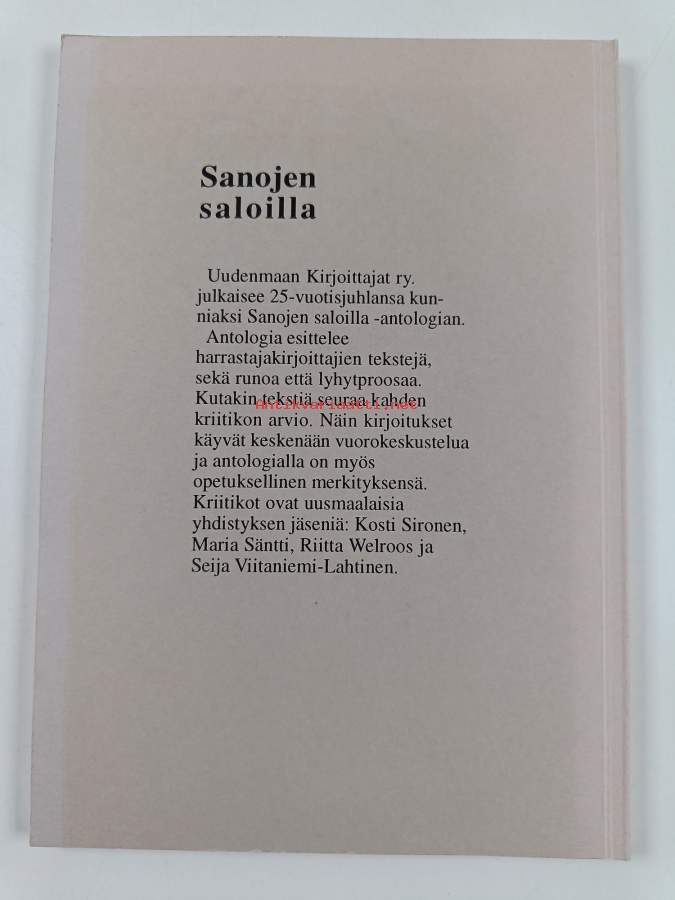 Sanojen
saloilla
Uudenmaan Kirjoittajat ry.
julkaisee 25-vuotisjuhlansa kun-
niaksi Sanojen saloilla -antologian.
Antologia esittelee
harrastajakirjoittajien tekstejä,
sekä runoa että lyhytproosaa.
Kutakin tekstiä seuraa kahden
Antikvariaatti.net
kriitikon arvio. Näin kirjoitukset
käyvät keskenään vuorokeskustelua
ja antologialla on myös
opetuksellinen merkityksensä.
Kriitikot ovat uusmaalaisia
yhdistyksen jäseniä: Kosti Sironen,
Maria Säntti, Riitta Welroos ja
Seija Viitaniemi-Lahtinen.